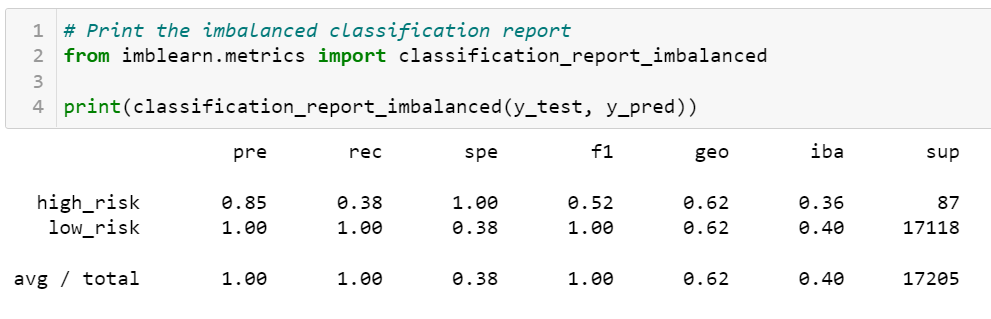 1 # Print the imbalanced classification report
2 from imblearn.metrics import classification_report_imbalanced
3
4 print(classification_report_imbalanced(y_test, y_pred))
pre rec spe f1 geo iba sup
high_risk 0.85 0.38 1.00 0.52 0.62 0.36 87
low_risk 1.00 1.00 0.38 1.00 0.62 0.40 17118
avg / total 1.00 1.00 0.38 1.00 0.62 0.40 17205